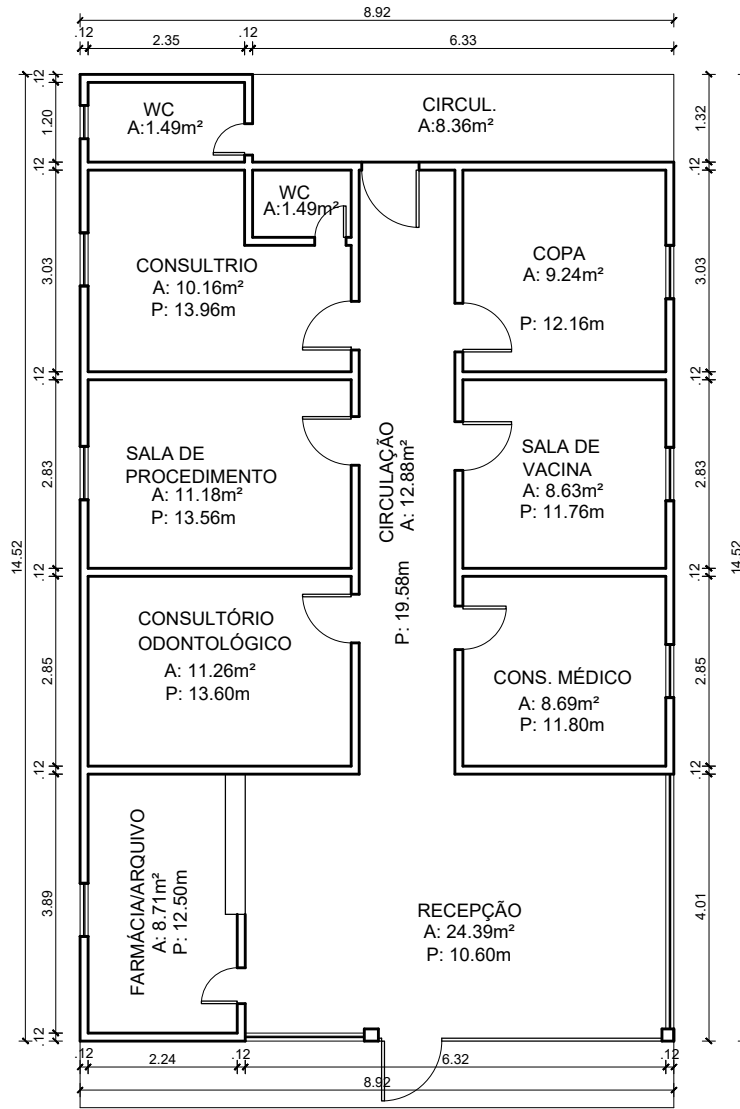 8.92
.12
2.35
.12
6.33
.12
1.20
.12
3.03
.12
2.83
.12
2.85
.12
3.89
.12
14.52
WC
A:1.49m²
CIRCUL.
A:8.36m²
WC
A:1.49m²
CONSULTRIO
A: 10.16m²
P: 13.96m
COPA
A: 9.24m²
P: 12.16m
SALA DE
PROCEDIMENTO
A: 11.18m²
P: 13.56m
CIRCULAÇÃO
A: 12.88m²
P: 19.58m
SALA DE
VACINA
A: 8.63m²
P: 11.76m
CONSULTÓRIO
ODONTOLÓGICO
A: 11.26m²
P: 13.60m
CONS. MÉDICO
A: 8.69m²
P: 11.80m
FARMÁCIA/ARQUIVO
A: 8.71m²
P: 12.50m
RECEPÇÃO
A: 24.39m²
P: 10.60m
1.32
.12
3.03
.12
2.83
.12
2.85
.12
4.01
14.52
.12
2.24
.12
6.32
.12
8.92